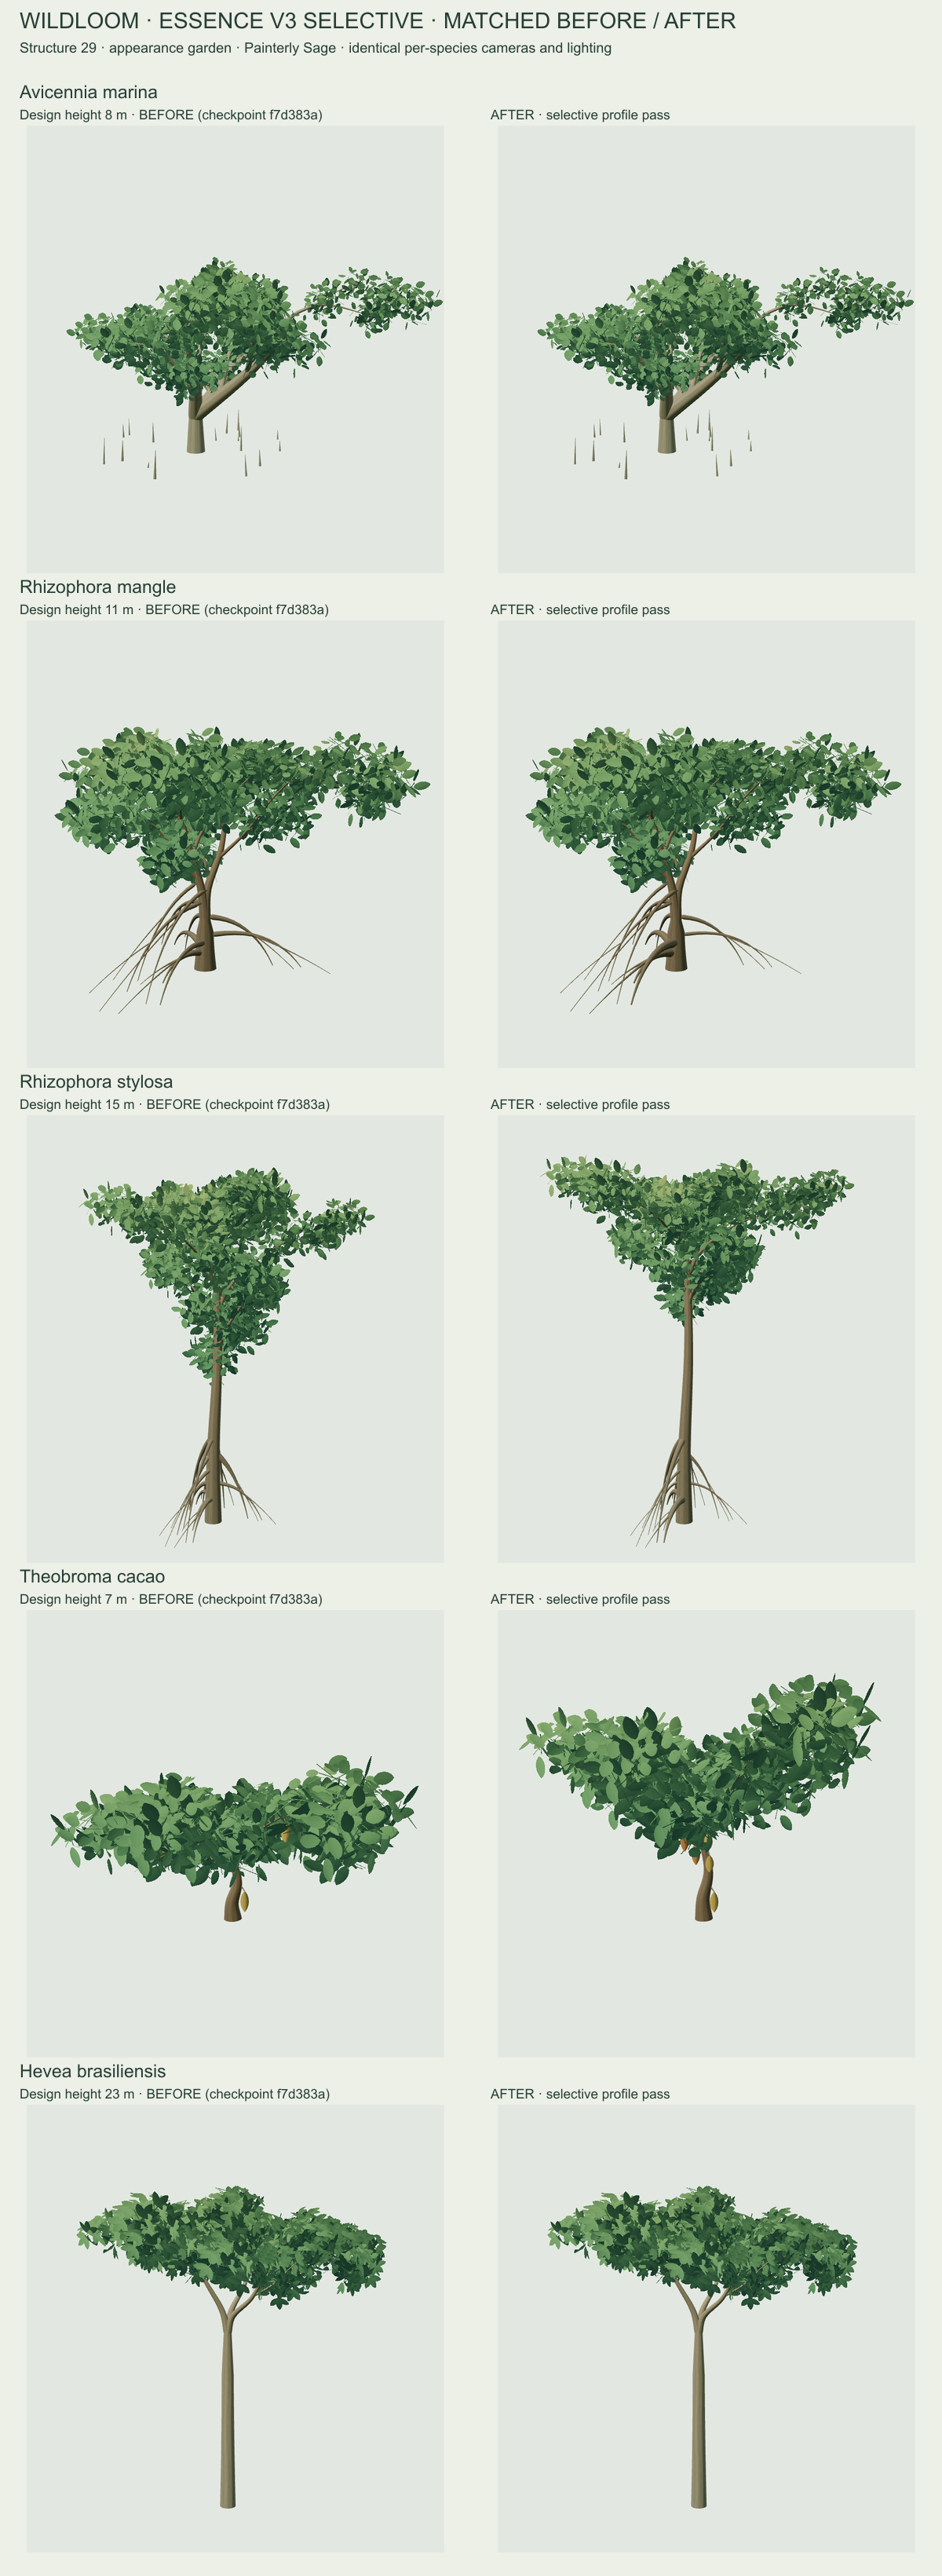 WILDLOOM · ESSENCE V3 SELECTIVE · MATCHED BEFORE / AFTER
Structure 29 · appearance garden · Painterly Sage · identical per-species cameras and lighting
Avicennia marina
Design height 8 m · BEFORE (checkpoint f7d383a)
AFTER · selective profile pass
Rhizophora mangle
Design height 11 m · BEFORE (checkpoint f7d383a)
AFTER · selective profile pass
Rhizophora stylosa
Design height 15 m · BEFORE (checkpoint f7d383a)
AFTER · selective profile pass
Theobroma cacao
Design height 7 m · BEFORE (checkpoint f7d383a)
AFTER · selective profile pass
Hevea brasiliensis
Design height 23 m · BEFORE (checkpoint f7d383a)
AFTER · selective profile pass